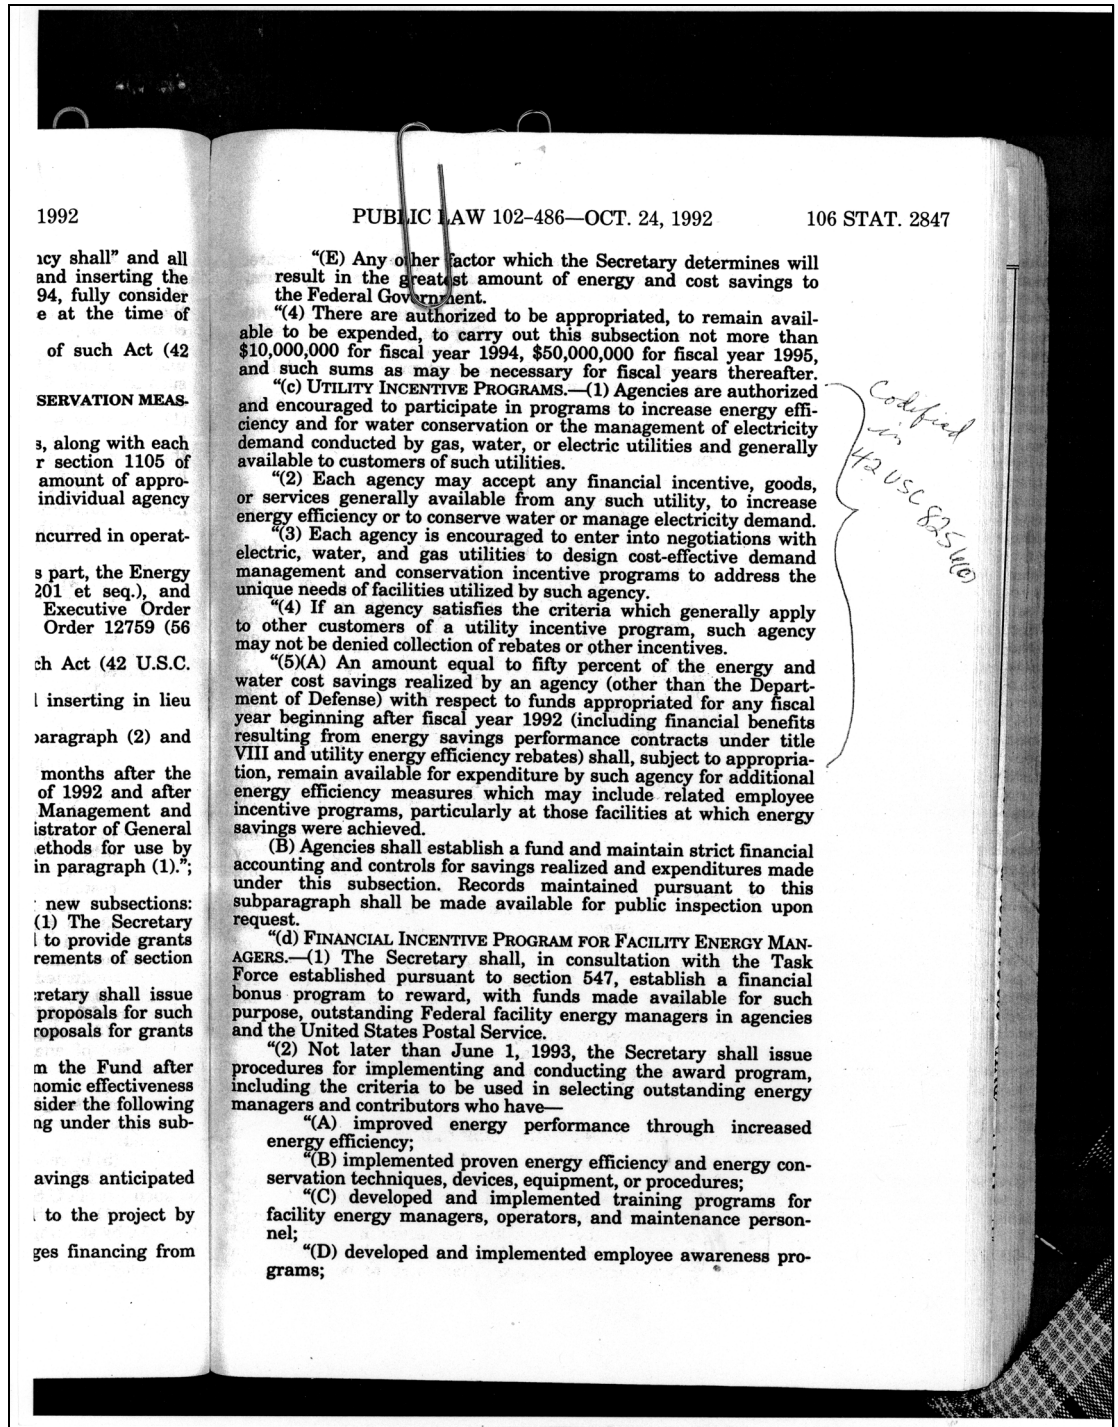 1992
ncy shall” and all
and inserting the
94, fully consider
e at the time of
of such Act (42
SERVATION MEAS-
s, along with each
r section 1105 of
amount of appro-
individual agency
ncurred in operat-
s part, the Energy
201 et seq.), and
Executive Order
Order 12759 (56
ch Act (42 U.S.C.
l inserting in lieu
paragraph (2) and
months after the
of 1992 and after
Management and
istrator of General
ethods for use by
in paragraph (1).”;
new subsections:
(1) The Secretary
l to provide grants
rements of section
retary shall issue
proposals for such
roposals for grants
m the Fund after
nomic effectiveness
sider the following
ng under this sub-
avings anticipated
to the project by
ges financing from
PUBLIC LAW 102-486—OCT. 24, 1992 106 STAT. 2847
“(E) Any other factor which the Secretary determines will
result in the greatest amount of energy and cost savings to
the Federal Government.
“(4) There are authorized to be appropriated, to remain avail-
able to be expended, to carry out this subsection not more than
$10,000,000 for fiscal year 1994, $50,000,000 for fiscal year 1995,
and such sums as may be necessary for fiscal years thereafter.
“(c) UTILITY INCENTIVE PROGRAMS.—(1) Agencies are authorized
and encouraged to participate in programs to increase energy effi-
ciency and for water conservation or the management of electricity
demand conducted by gas, water, or electric utilities and generally
available to customers of such utilities.
“(2) Each agency may accept any financial incentive, goods,
or services generally available from any such utility, to increase
energy efficiency or to conserve water or manage electricity demand.
“(3) Each agency is encouraged to enter into negotiations with
electric, water, and gas utilities to design cost-effective demand
management and conservation incentive programs to address the
unique needs of facilities utilized by such agency.
“(4) If an agency satisfies the criteria which generally apply
to other customers of a utility incentive program, such agency
may not be denied collection of rebates or other incentives.
“(5)(A) An amount equal to fifty percent of the energy and
water cost savings realized by an agency (other than the Depart-
ment of Defense) with respect to funds appropriated for any fiscal
year beginning after fiscal year 1992 (including financial benefits
resulting from energy savings performance contracts under title
VIII and utility energy efficiency rebates) shall, subject to appropria-
tion, remain available for expenditure by such agency for additional
energy efficiency measures which may include related employee
incentive programs, particularly at those facilities at which energy
savings were achieved.
(B) Agencies shall establish a fund and maintain strict financial
accounting and controls for savings realized and expenditures made
under this subsection. Records maintained pursuant to this
subparagraph shall be made available for public inspection upon
request.
“(d) FINANCIAL INCENTIVE PROGRAM FOR FACILITY ENERGY MAN-
AGERS.—(1) The Secretary shall, in consultation with the Task
Force established pursuant to section 547, establish a financial
bonus program to reward, with funds made available for such
purpose, outstanding Federal facility energy managers in agencies
and the United States Postal Service.
“(2) Not later than June 1, 1993, the Secretary shall issue
procedures for implementing and conducting the award program,
including the criteria to be used in selecting outstanding energy
managers and contributors who have—
“(A) improved energy performance through increased
energy efficiency;
“(B) implemented proven energy efficiency and energy con-
servation techniques, devices, equipment, or procedures;
“(C) developed and implemented training programs for
facility energy managers, operators, and maintenance person-
nel;
“(D) developed and implemented employee awareness pro-
grams;
Codified
in
42 USC 8256(c)